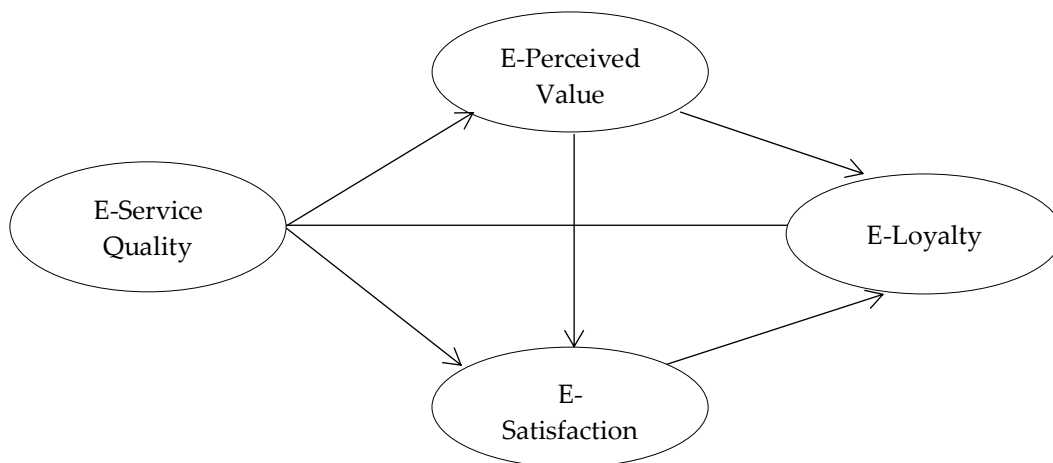 E-Perceived
Value
E-Service
Quality
E-Loyalty
E-
Satisfaction